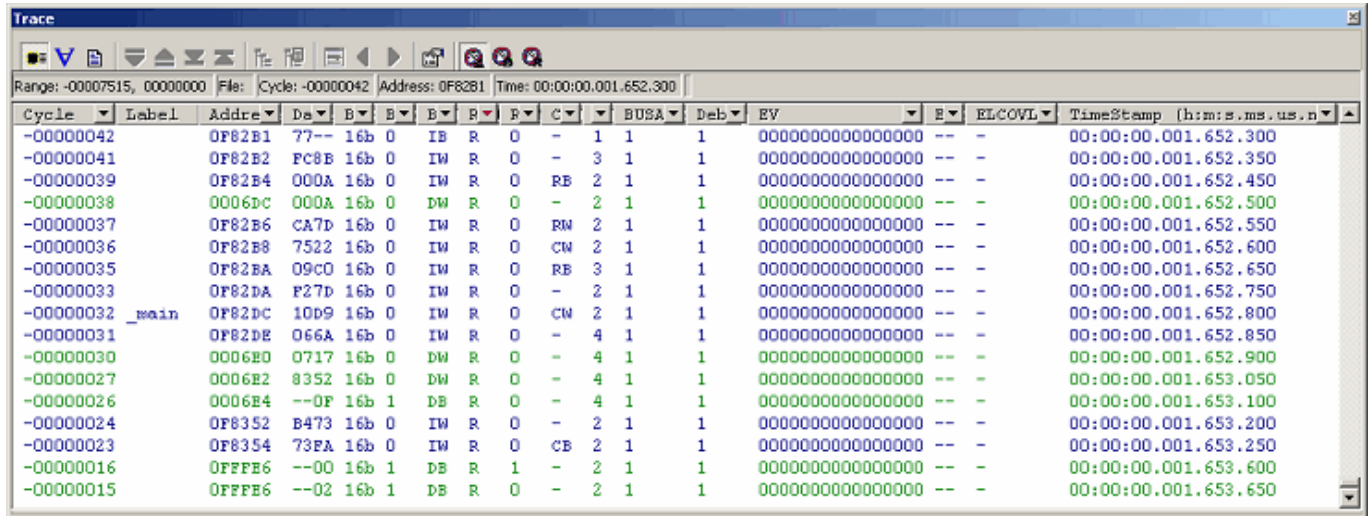 Trace
Range: -00007515, 00000000 File: Cycle: -00000042 Address: 0F82B1 Time: 00:00:00.001.652.300
Cycle Label Addre Da B B B R R C BUSA Deb EV E ELCOVL TimeStamp (h:m:s.ms.us.n
-00000042 0F82B1 77-- 16b 0 IB R 0 - 1 1 1 0000000000000000 -- - 00:00:00.001.652.300
-00000041 0F82B2 FC8B 16b 0 IW R 0 - 3 1 1 0000000000000000 -- - 00:00:00.001.652.350
-00000039 0F82B4 000A 16b 0 IW R 0 RB 2 1 1 0000000000000000 -- - 00:00:00.001.652.450
-00000038 0006DC 000A 16b 0 DW R 0 - 2 1 1 0000000000000000 -- - 00:00:00.001.652.500
-00000037 0F82B6 CA7D 16b 0 IW R 0 RW 2 1 1 0000000000000000 -- - 00:00:00.001.652.550
-00000036 0F82B8 7522 16b 0 IW R 0 CW 2 1 1 0000000000000000 -- - 00:00:00.001.652.600
-00000035 0F82BA 09C0 16b 0 IW R 0 RB 3 1 1 0000000000000000 -- - 00:00:00.001.652.650
-00000033 0F82DA F27D 16b 0 IW R 0 - 2 1 1 0000000000000000 -- - 00:00:00.001.652.750
-00000032 _main 0F82DC 10D9 16b 0 IW R 0 CW 2 1 1 0000000000000000 -- - 00:00:00.001.652.800
-00000031 0F82DE 066A 16b 0 IW R 0 - 4 1 1 0000000000000000 -- - 00:00:00.001.652.850
-00000030 0006E0 0717 16b 0 DW R 0 - 4 1 1 0000000000000000 -- - 00:00:00.001.652.900
-00000027 0006E2 8352 16b 0 DW R 0 - 4 1 1 0000000000000000 -- - 00:00:00.001.653.050
-00000026 0006E4 --0F 16b 1 DB R 0 - 4 1 1 0000000000000000 -- - 00:00:00.001.653.100
-00000024 0F8352 B473 16b 0 IW R 0 - 2 1 1 0000000000000000 -- - 00:00:00.001.653.200
-00000023 0F8354 73FA 16b 0 IW R 0 CB 2 1 1 0000000000000000 -- - 00:00:00.001.653.250
-00000016 0FFFE6 --00 16b 1 DB R 1 - 2 1 1 0000000000000000 -- - 00:00:00.001.653.600
-00000015 0FFFE6 --02 16b 1 DB R 0 - 2 1 1 0000000000000000 -- - 00:00:00.001.653.650